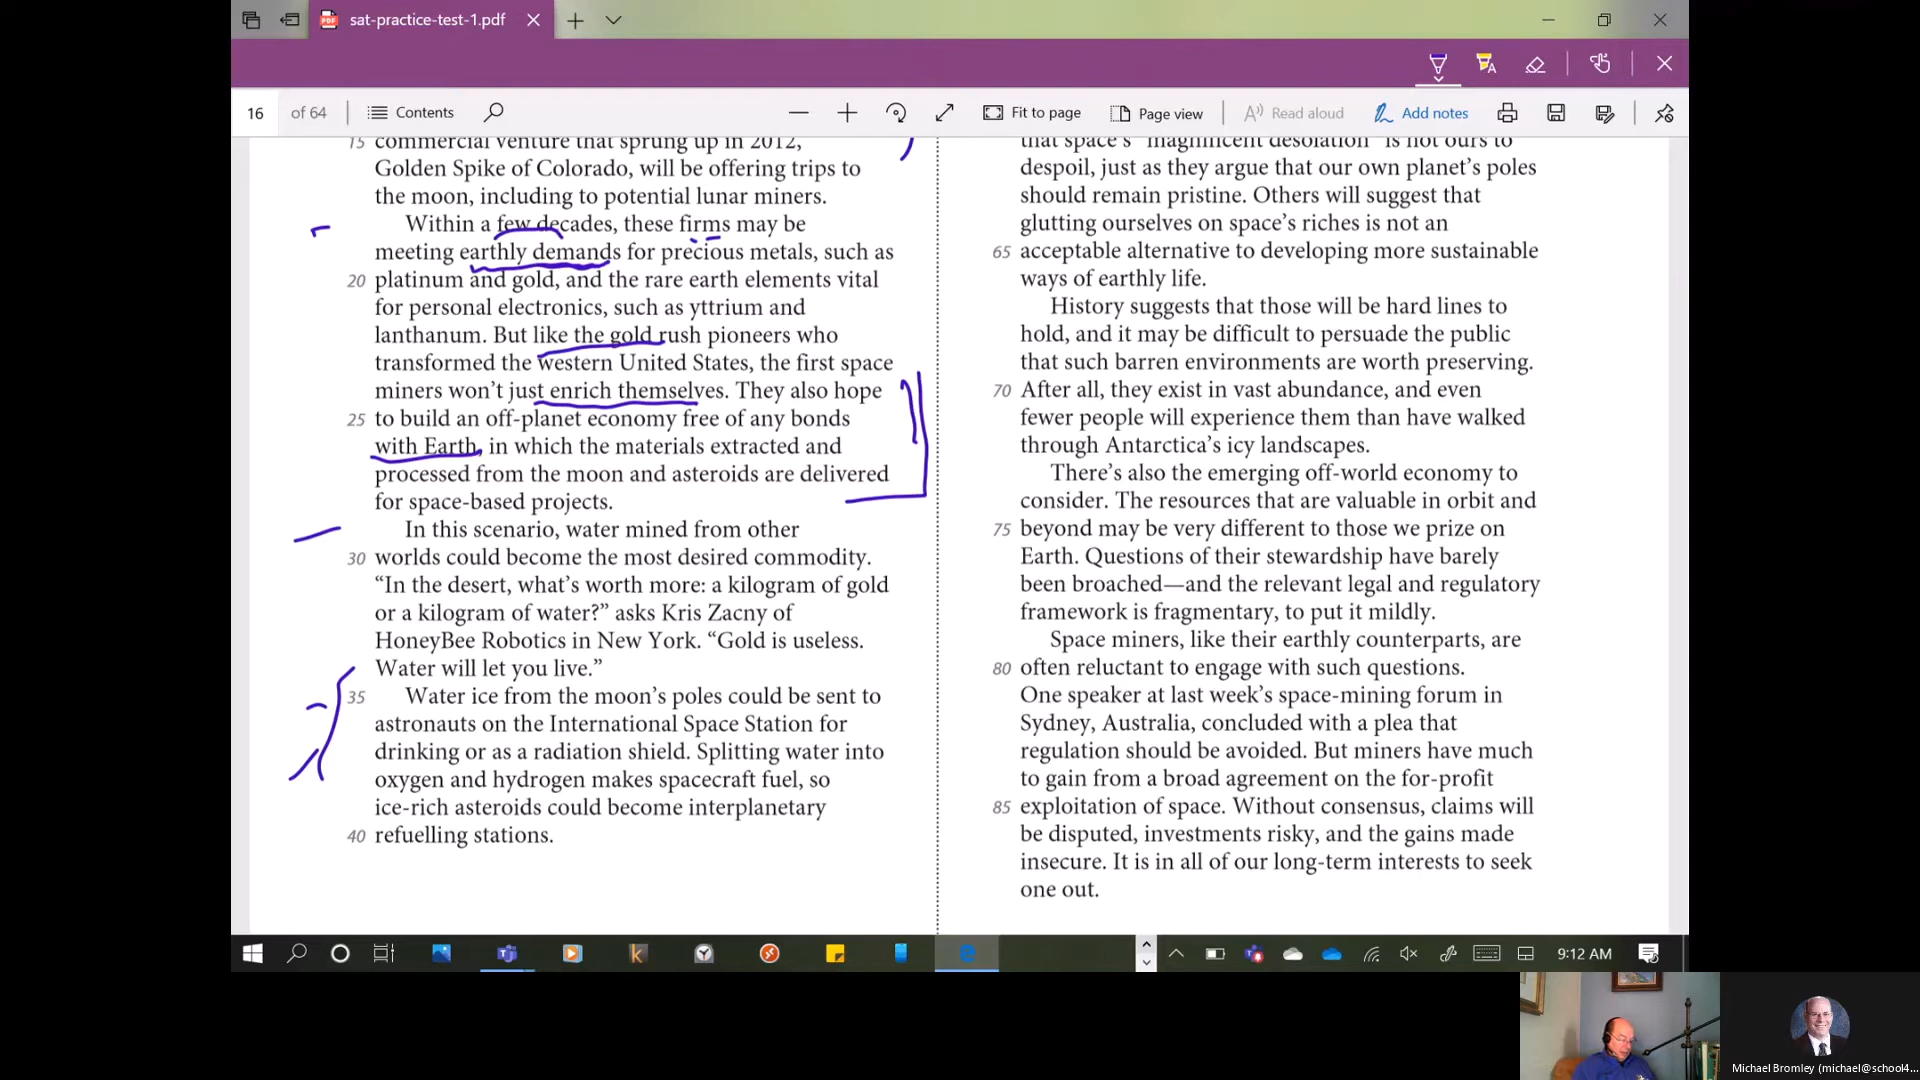 sat-practice-test-1.pdf
16 of 64
Contents
Fit to page
Page view
Read aloud
Add notes
15 commercial venture that sprung up in 2012,
Golden Spike of Colorado, will be offering trips to
the moon, including to potential lunar miners.
Within a few decades, these firms may be
meeting earthly demands for precious metals, such as
20 platinum and gold, and the rare earth elements vital
for personal electronics, such as yttrium and
lanthanum. But like the gold rush pioneers who
transformed the western United States, the first space
miners won't just enrich themselves. They also hope
25 to build an off-planet economy free of any bonds
with Earth, in which the materials extracted and
processed from the moon and asteroids are delivered
for space-based projects.
In this scenario, water mined from other
30 worlds could become the most desired commodity.
“In the desert, what's worth more: a kilogram of gold
or a kilogram of water?” asks Kris Zacny of
HoneyBee Robotics in New York. “Gold is useless.
Water will let you live.”
35 Water ice from the moon's poles could be sent to
astronauts on the International Space Station for
drinking or as a radiation shield. Splitting water into
oxygen and hydrogen makes spacecraft fuel, so
ice-rich asteroids could become interplanetary
40 refuelling stations.
that space's “magnificent desolation” is not ours to
despoil, just as they argue that our own planet's poles
should remain pristine. Others will suggest that
glutting ourselves on space's riches is not an
65 acceptable alternative to developing more sustainable
ways of earthly life.
History suggests that those will be hard lines to
hold, and it may be difficult to persuade the public
that such barren environments are worth preserving.
70 After all, they exist in vast abundance, and even
fewer people will experience them than have walked
through Antarctica's icy landscapes.
There's also the emerging off-world economy to
consider. The resources that are valuable in orbit and
75 beyond may be very different to those we prize on
Earth. Questions of their stewardship have barely
been broached—and the relevant legal and regulatory
framework is fragmentary, to put it mildly.
Space miners, like their earthly counterparts, are
80 often reluctant to engage with such questions.
One speaker at last week's space-mining forum in
Sydney, Australia, concluded with a plea that
regulation should be avoided. But miners have much
to gain from a broad agreement on the for-profit
85 exploitation of space. Without consensus, claims will
be disputed, investments risky, and the gains made
insecure. It is in all of our long-term interests to seek
one out.
9:12 AM
Michael Bromley (michael@school4...